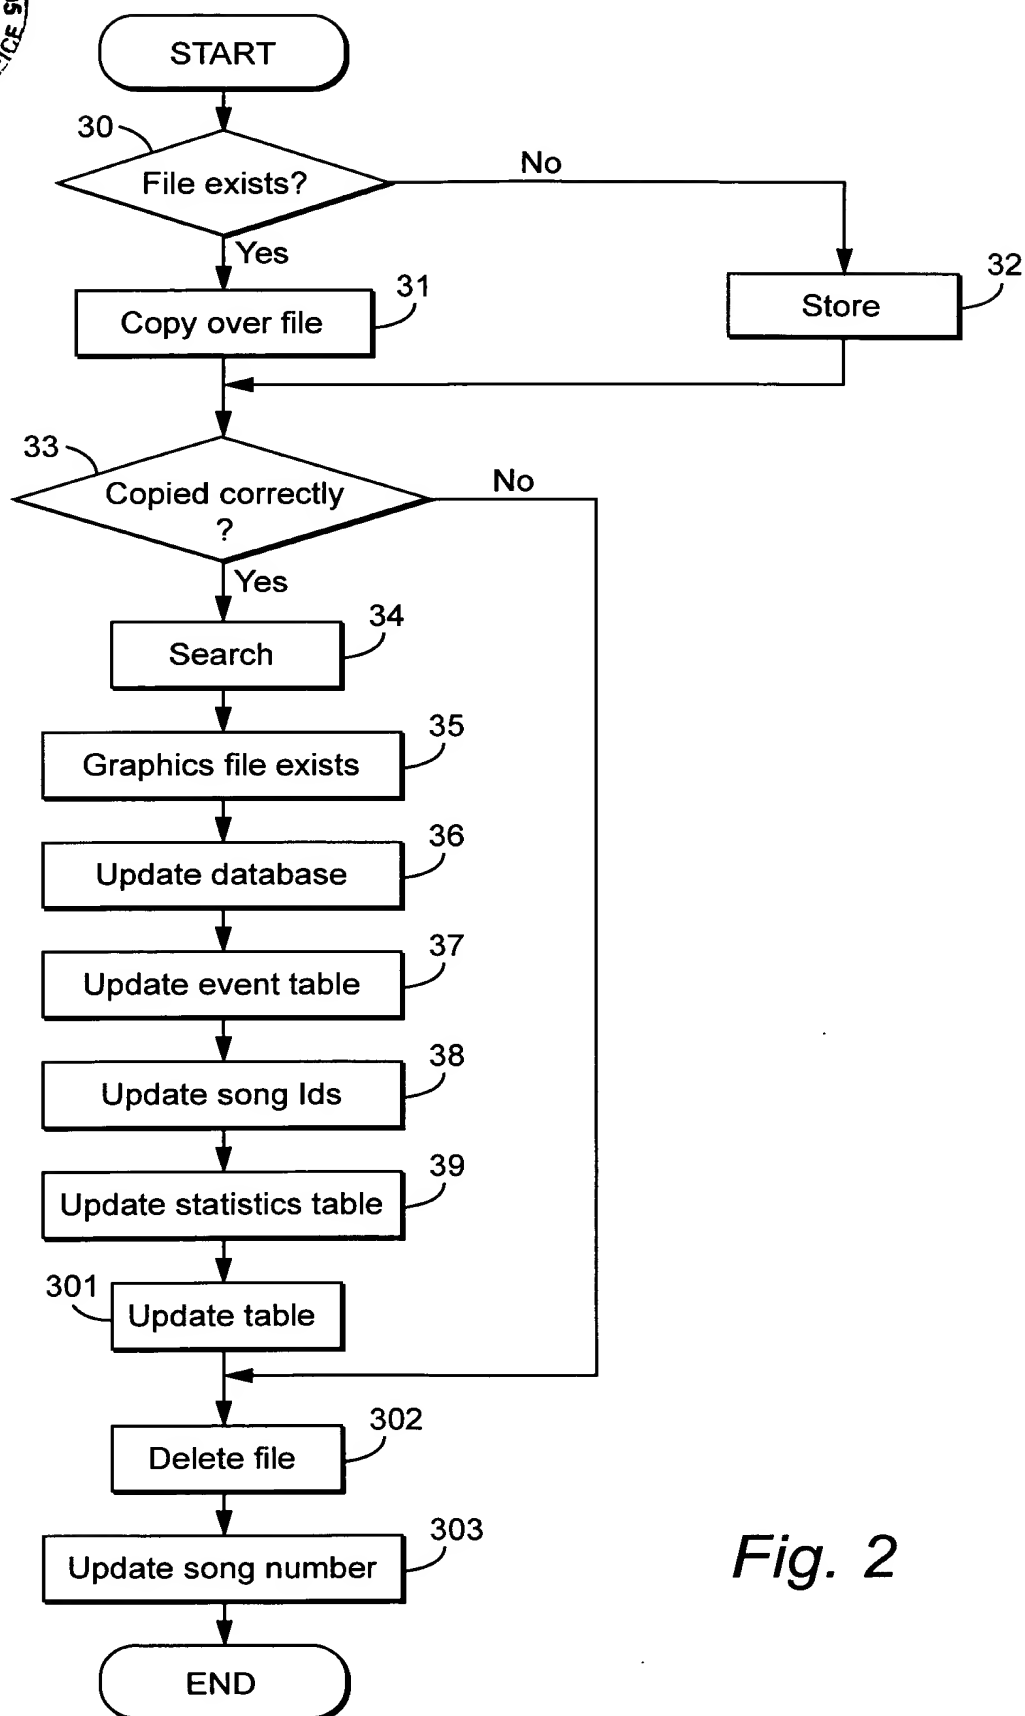 START
30
File exists?
No
Yes
31
Copy over file
32
Store
33
Copied correctly
?
No
Yes
34
Search
35
Graphics file exists
36
Update database
37
Update event table
38
Update song Ids
39
Update statistics table
301
Update table
302
Delete file
303
Update song number
END
Fig. 2